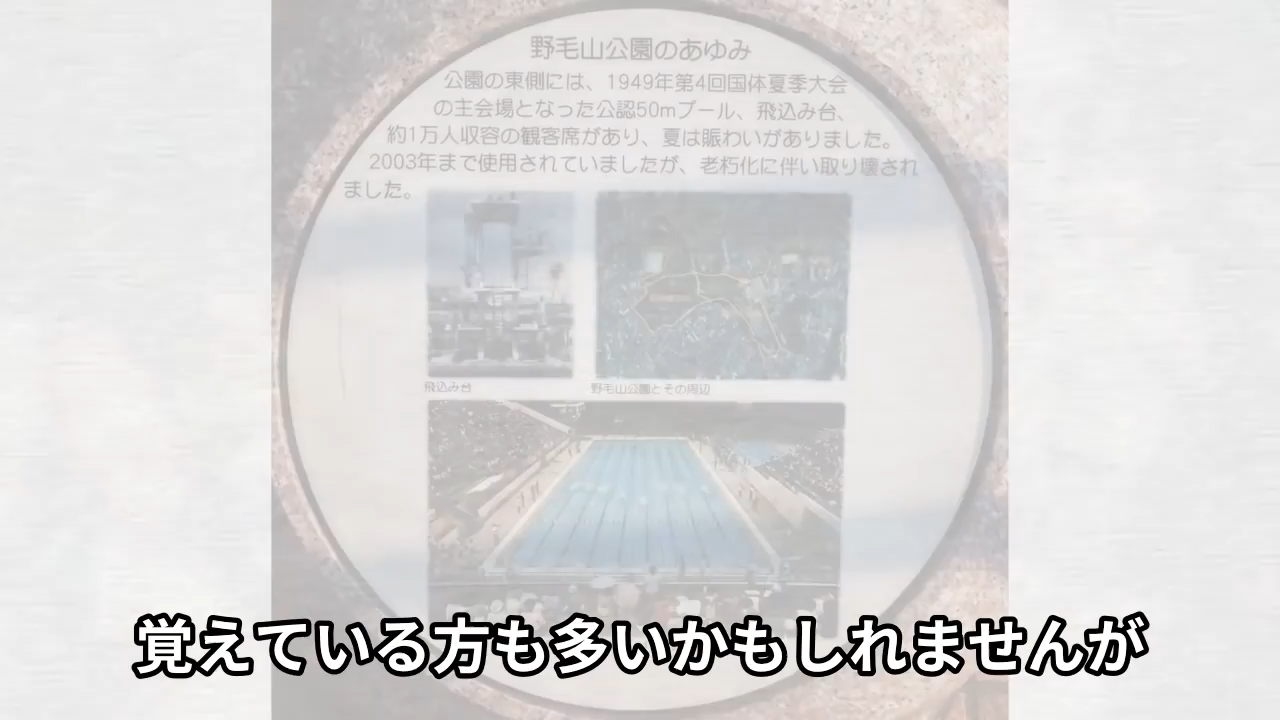 野毛山公園のあゆみ
公園の東側には、1949年第4回国体夏季大会
の主会場となった公認50mプール、飛込み台、
約1万人収容の観客席があり、夏は賑わいがありました。
2003年まで使用されていましたが、老朽化に伴い取り壊され
ました。
飛込み台
野毛山公園とその周辺
覚えている方も多いかもしれませんが